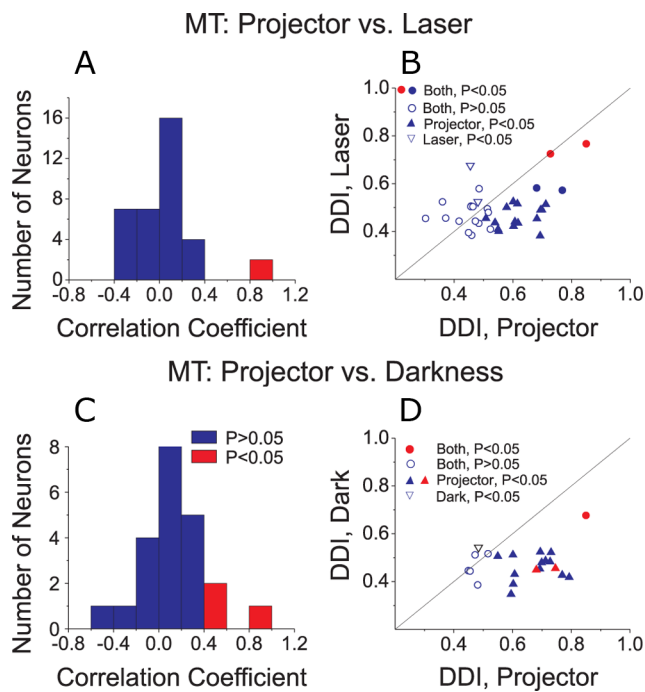 MT: Projector vs. Laser
A
Number of Neurons
16
12
8
4
0
-0.8 -0.4 0.0 0.4 0.8 1.2
Correlation Coefficient
B
DDI, Laser
1.0
0.8
0.6
0.4
Both, P<0.05
Both, P>0.05
Projector, P<0.05
Laser, P<0.05
0.4 0.6 0.8 1.0
DDI, Projector
MT: Projector vs. Darkness
C
Number of Neurons
8
6
4
2
0
P>0.05
P<0.05
-0.8 -0.4 0.0 0.4 0.8 1.2
Correlation Coefficient
D
DDI, Dark
1.0
0.8
0.6
0.4
Both, P<0.05
Both, P>0.05
Projector, P<0.05
Dark, P<0.05
0.4 0.6 0.8 1.0
DDI, Projector